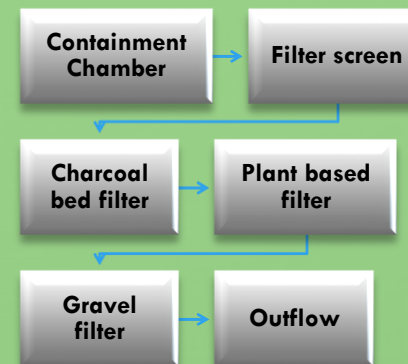 Containment
Chamber
Filter screen
Charcoal
bed filter
Plant based
filter
Gravel
filter
Outflow